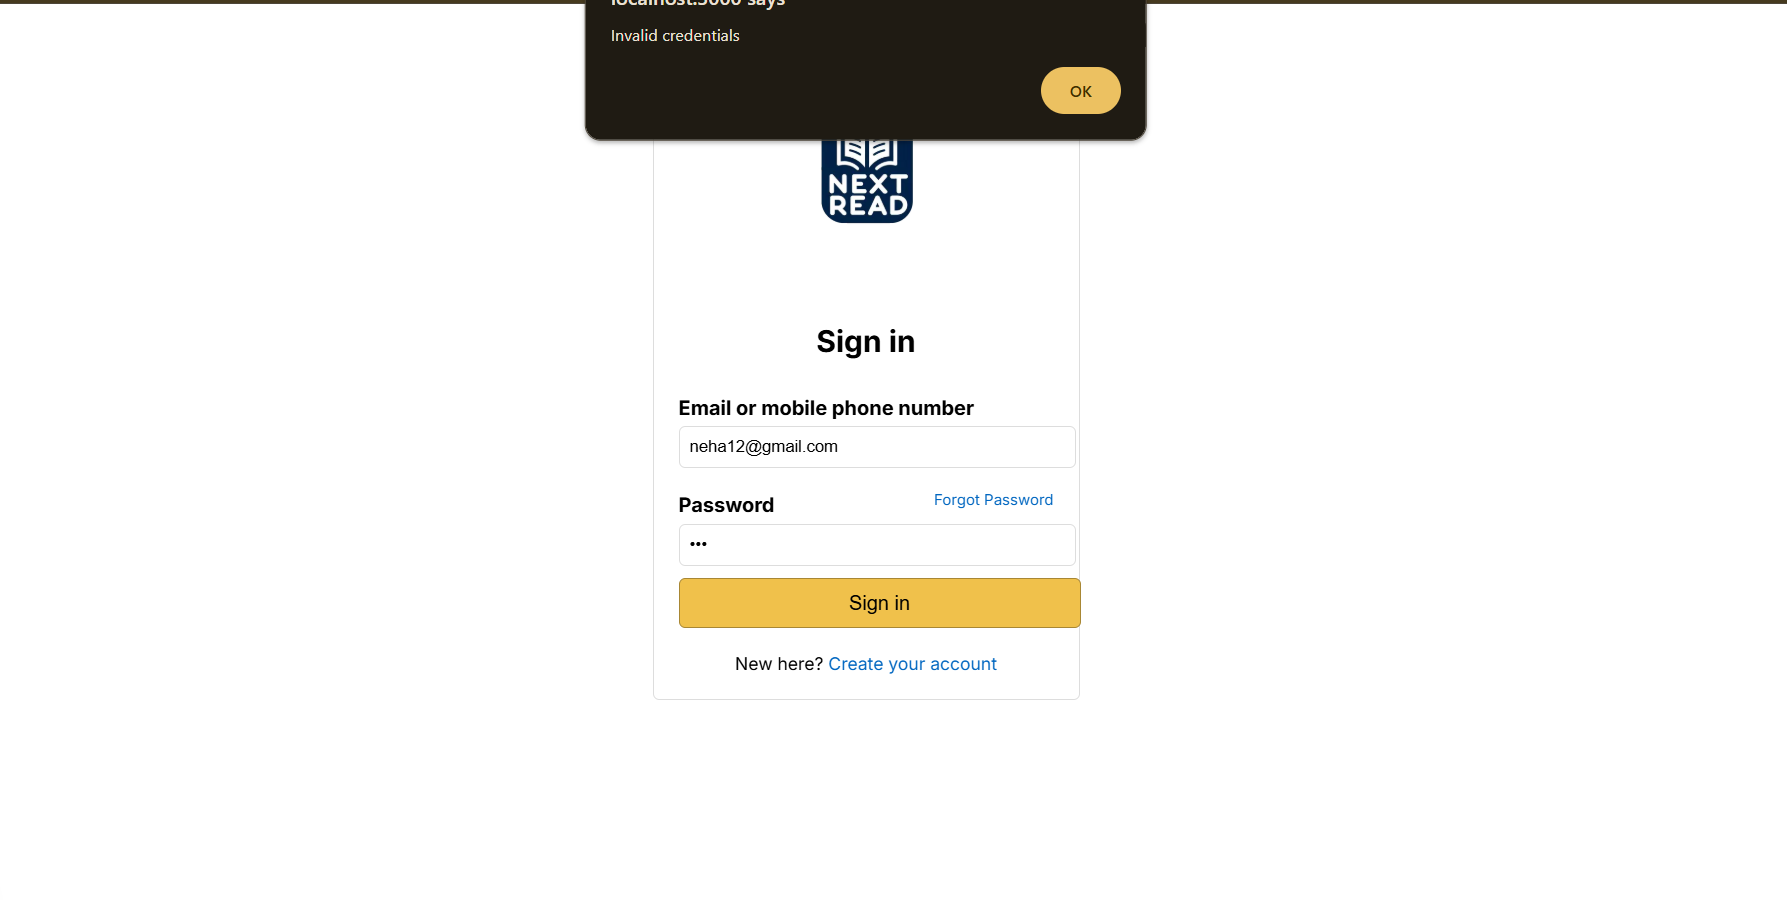 localhost:3000 says
Invalid credentials
OK
NEXT
READ
Sign in
Email or mobile phone number
neha12@gmail.com
Password
Forgot Password
•••
Sign in
New here? Create your account